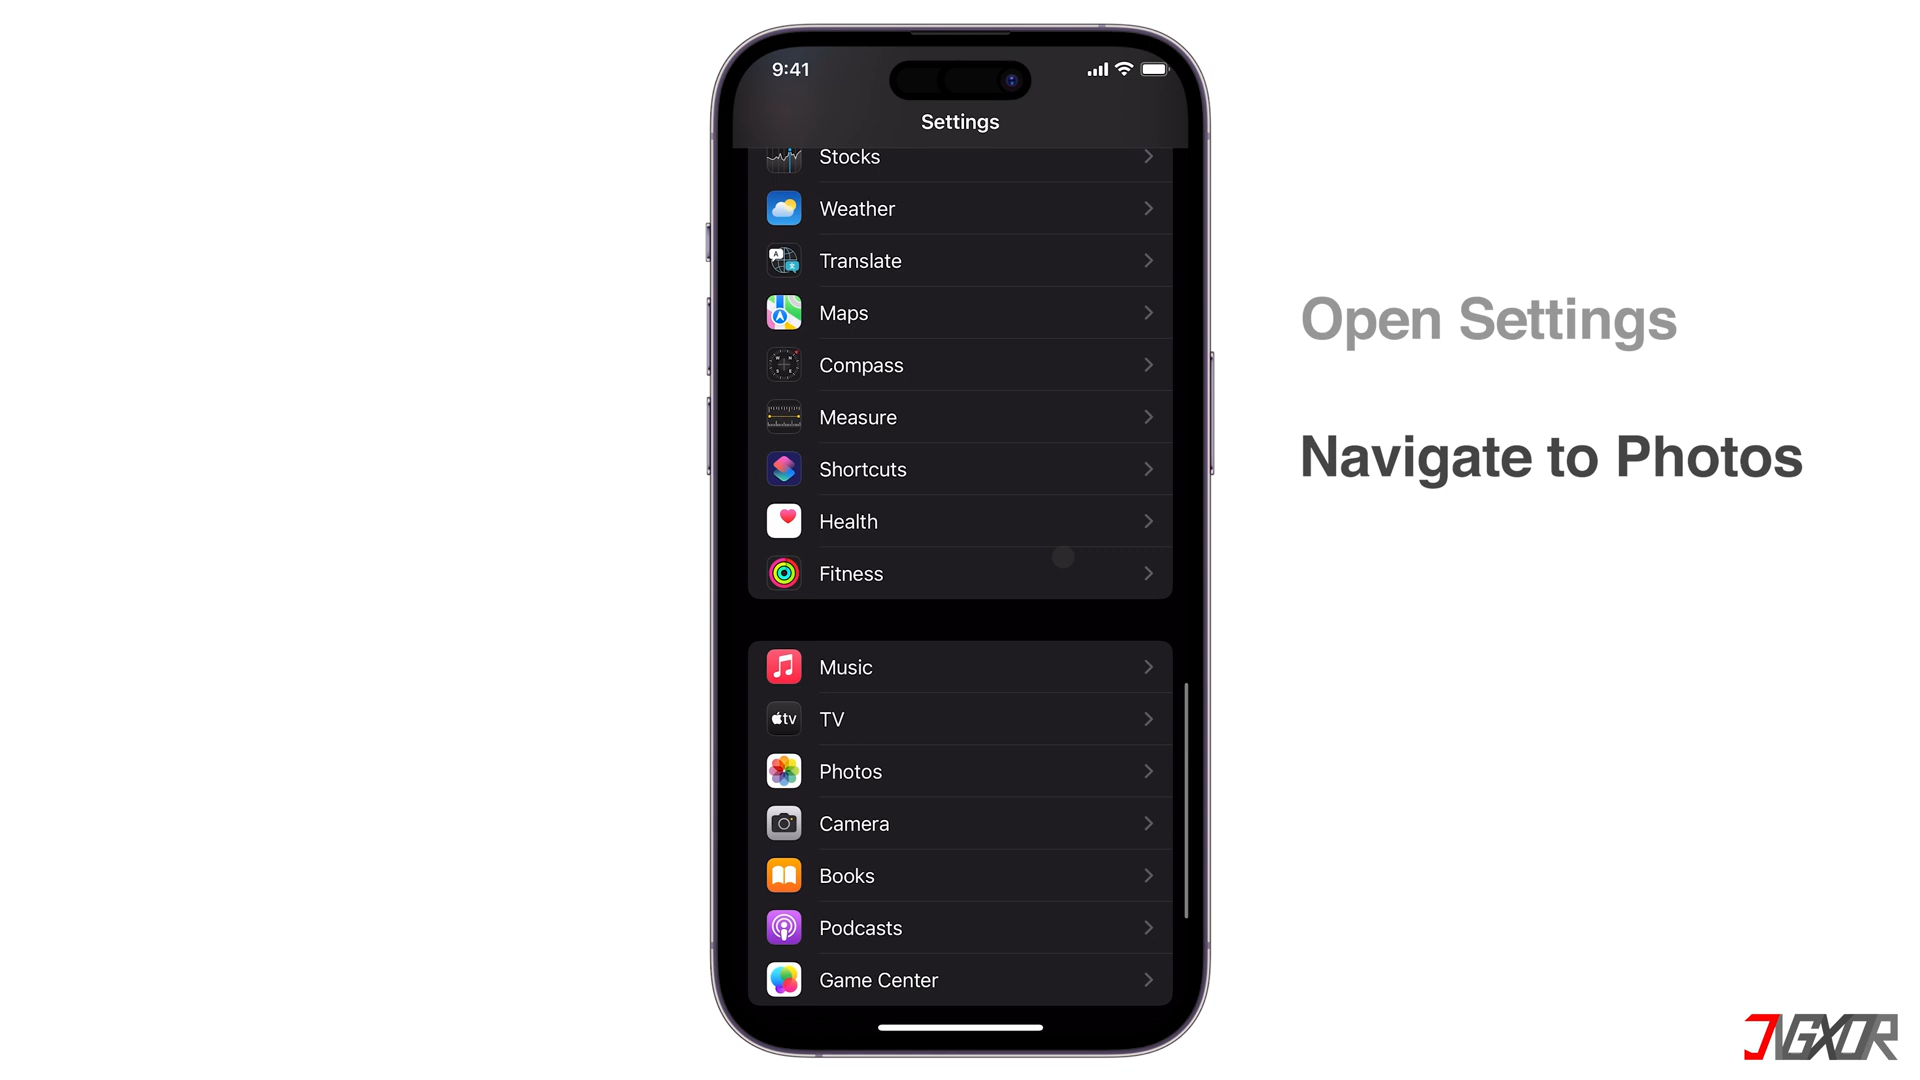 9:41
Settings
Stocks
Weather
Translate
Maps
Compass
Measure
Shortcuts
Health
Fitness
Music
tv TV
Photos
Camera
Books
Podcasts
Game Center
Open Settings
Navigate to Photos
JVGXOR